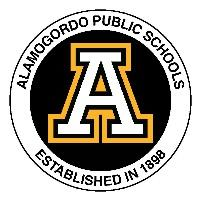 ALAMOGORDO PUBLIC SCHOOLS
A
ESTABLISHED IN 1898